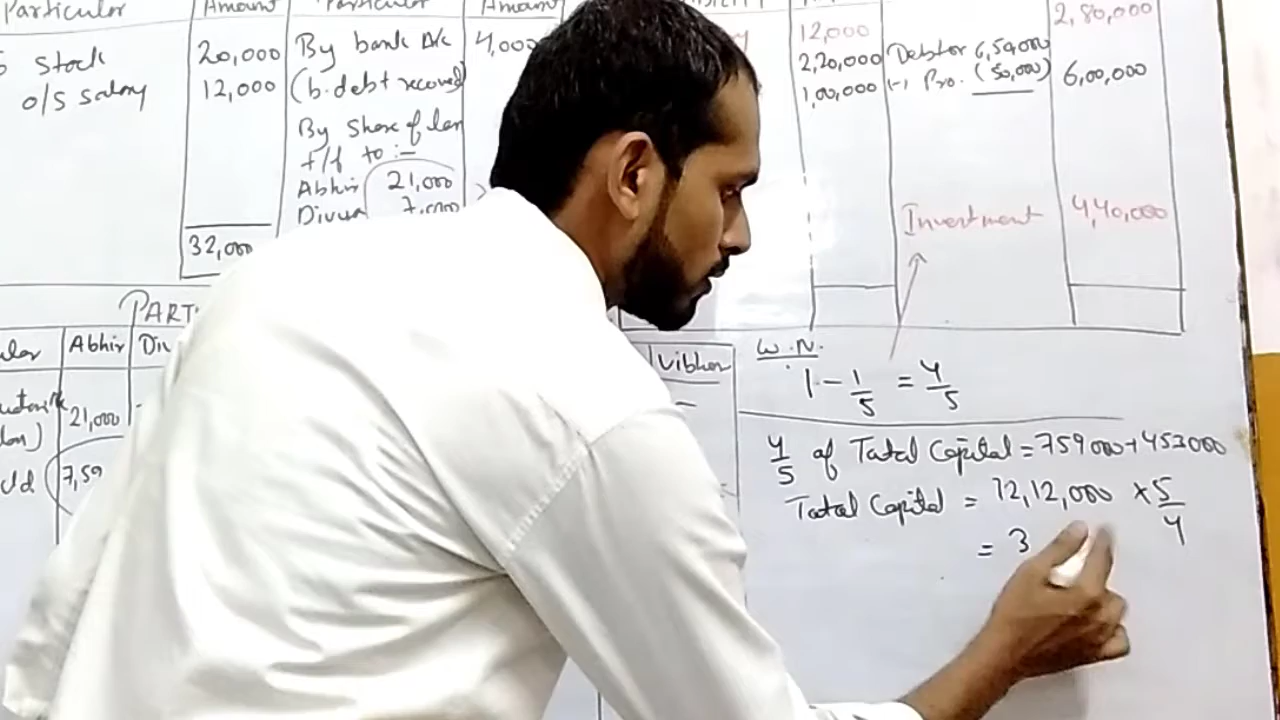 Particular Amount Particular Amount
stock 20,000 By bank A/c 4,000
o/s salary 12,000 (b. debt recovered)
By Share of
t/f to :-
Abhir 21,000
7,000
32,000
12,000
2,20,000
1,00,000
2,80,000
Debtor 6,50,000
(-) Pro. (50,000) 6,00,000
Investment 4,40,000
PART
Abhir
21,000
7,59
Vibhor
W.N.
1 - 1/5 = 4/5
4/5 of Total Capital = 759000 + 453000
Total Capital = 12,12,000 × 5/4
= 3